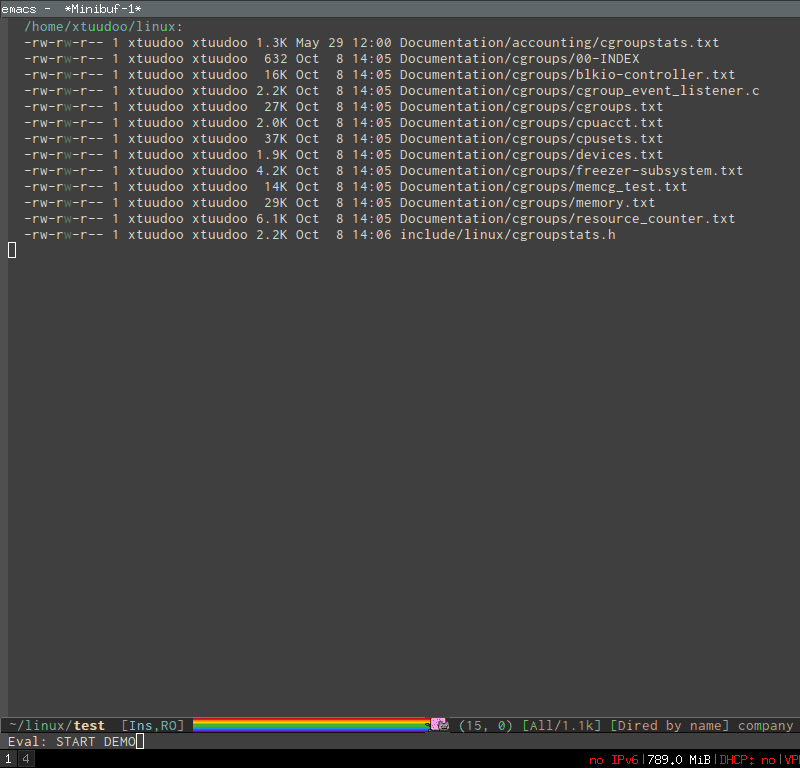 emacs -  *Minibuf-1*
/home/xtuudoo/linux:
-rw-rw-r-- 1 xtuudoo xtuudoo 1.3K May 29 12:00 Documentation/accounting/cgroupstats.txt
-rw-rw-r-- 1 xtuudoo xtuudoo  632 Oct  8 14:05 Documentation/cgroups/00-INDEX
-rw-rw-r-- 1 xtuudoo xtuudoo  16K Oct  8 14:05 Documentation/cgroups/blkio-controller.txt
-rw-rw-r-- 1 xtuudoo xtuudoo 2.2K Oct  8 14:05 Documentation/cgroups/cgroup_event_listener.c
-rw-rw-r-- 1 xtuudoo xtuudoo  27K Oct  8 14:05 Documentation/cgroups/cgroups.txt
-rw-rw-r-- 1 xtuudoo xtuudoo 2.0K Oct  8 14:05 Documentation/cgroups/cpuacct.txt
-rw-rw-r-- 1 xtuudoo xtuudoo  37K Oct  8 14:05 Documentation/cgroups/cpusets.txt
-rw-rw-r-- 1 xtuudoo xtuudoo 1.9K Oct  8 14:05 Documentation/cgroups/devices.txt
-rw-rw-r-- 1 xtuudoo xtuudoo 4.2K Oct  8 14:05 Documentation/cgroups/freezer-subsystem.txt
-rw-rw-r-- 1 xtuudoo xtuudoo  14K Oct  8 14:05 Documentation/cgroups/memcg_test.txt
-rw-rw-r-- 1 xtuudoo xtuudoo  29K Oct  8 14:05 Documentation/cgroups/memory.txt
-rw-rw-r-- 1 xtuudoo xtuudoo 6.1K Oct  8 14:05 Documentation/cgroups/resource_counter.txt
-rw-rw-r-- 1 xtuudoo xtuudoo 2.2K Oct  8 14:06 include/linux/cgroupstats.h
~/linux/test  [Ins,RO] (15, 0) [All/1.1k] [Dired by name] company
Eval: START DEMO
1 4 no IPv6|789.0 MiB|DHCP: no|VP